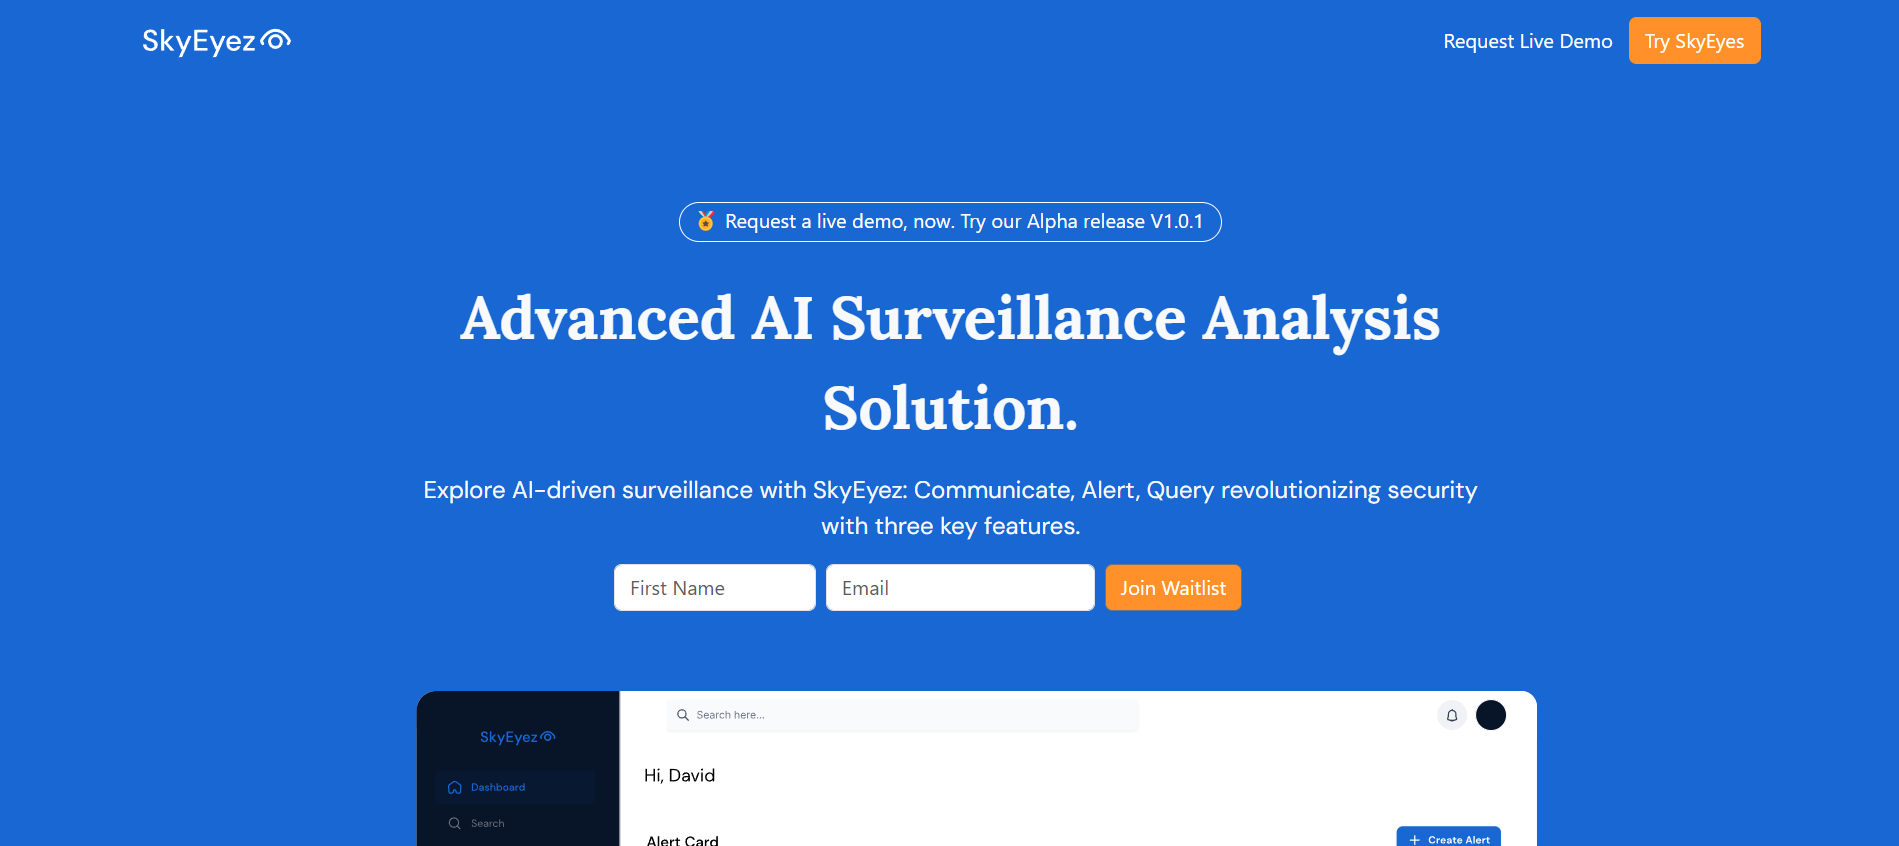 SkyEyez
Request Live Demo
Try SkyEyes
Request a live demo, now. Try our Alpha release V1.0.1
Advanced AI Surveillance Analysis
Solution.
Explore AI-driven surveillance with SkyEyez: Communicate, Alert, Query revolutionizing security
with three key features.
First Name
Email
Join Waitlist
SkyEyez
Search here...
Hi, David
Dashboard
Search
Alert Card
Create Alert